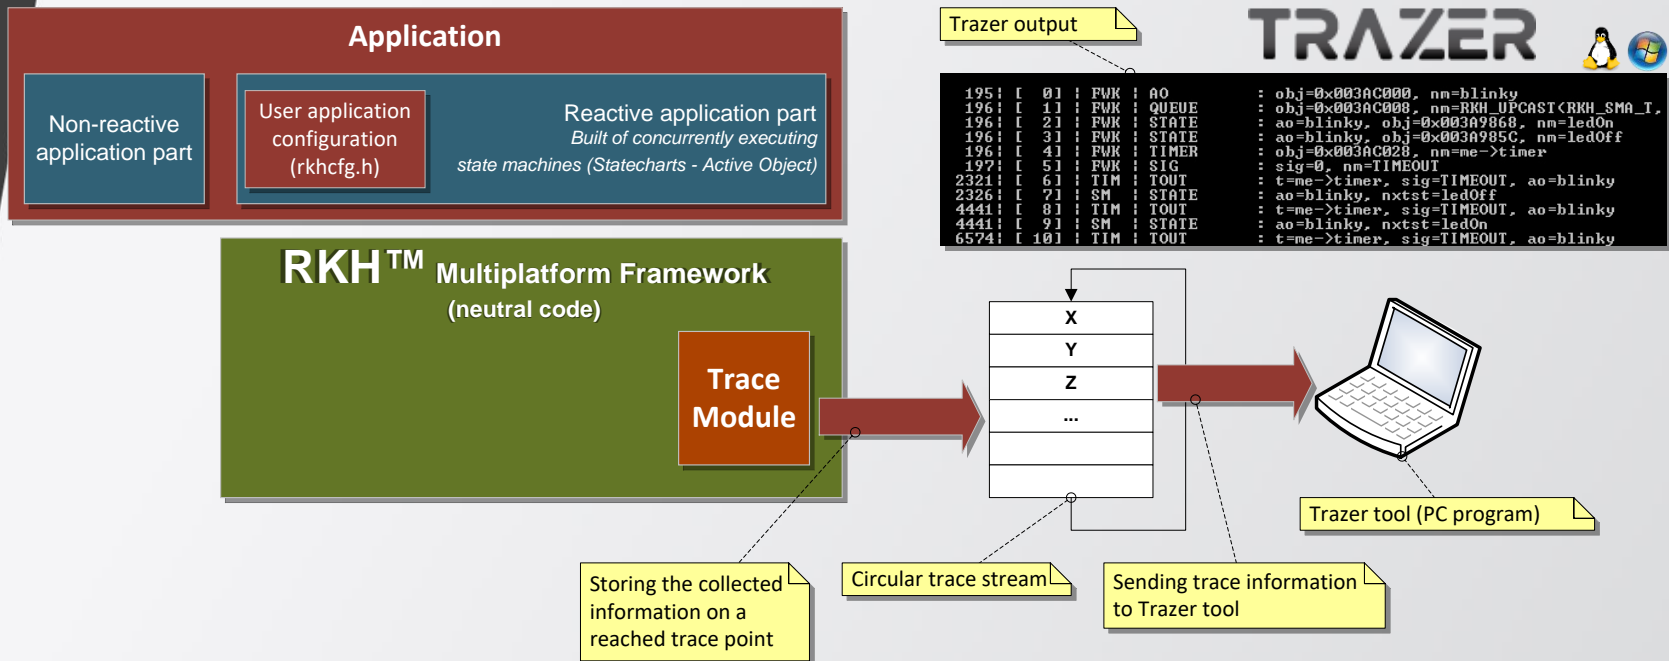 Application
Non-reactive
application part
User application
configuration
(rkhcfg.h)
Reactive application part
Built of concurrently executing
state machines (Statecharts - Active Object)
RKH™ Multiplatform Framework
(neutral code)
Trace
Module
Trazer output
TRAZER
195| [ 0] | FWK | AO : obj=0x003AC000, nm=blinky
196| [ 1] | FWK | QUEUE : obj=0x003AC008, nm=RKH_UPCAST(RKH_SMA_T,
196| [ 2] | FWK | STATE : ao=blinky, obj=0x003A9868, nm=ledOn
196| [ 3] | FWK | STATE : ao=blinky, obj=0x003A985C, nm=ledOff
196| [ 4] | FWK | TIMER : obj=0x003AC028, nm=me->timer
197| [ 5] | FWK | SIG : sig=0, nm=TIMEOUT
2321| [ 6] | TIM | TOUT : t=me->timer, sig=TIMEOUT, ao=blinky
2326| [ 7] | SM | STATE : ao=blinky, nxtst=ledOff
4441| [ 8] | TIM | TOUT : t=me->timer, sig=TIMEOUT, ao=blinky
4441| [ 9] | SM | STATE : ao=blinky, nxtst=ledOn
6574| [ 10] | TIM | TOUT : t=me->timer, sig=TIMEOUT, ao=blinky
X
Y
Z
...
Trazer tool (PC program)
Storing the collected
information on a
reached trace point
Circular trace stream
Sending trace information
to Trazer tool